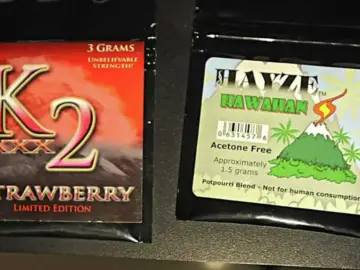 3 GRAMS
UNBELIEVABLE
STRENGTH!
K2
XXX
STRAWBERRY
LIMITED EDITION
HAYZE
HAWAIIAN
Acetone Free
Approximately
1.5 grams
Potpourri Blend - Not for human consumption